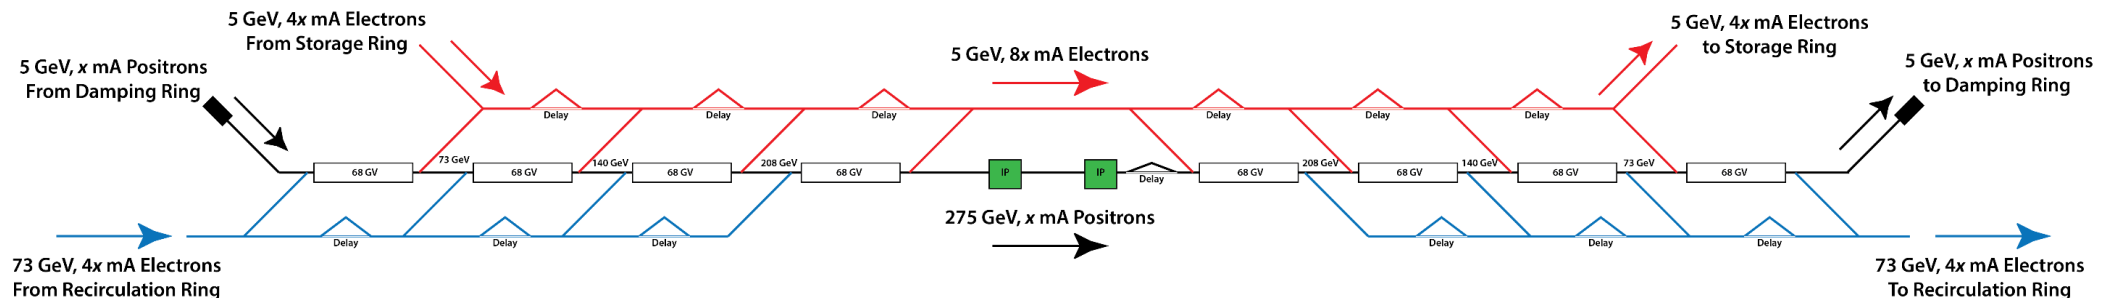 5 GeV, 4x mA Electrons
From Storage Ring
5 GeV, x mA Positrons
From Damping Ring
5 GeV, 8x mA Electrons
5 GeV, 4x mA Electrons
to Storage Ring
5 GeV, x mA Positrons
to Damping Ring
Delay
Delay
Delay
Delay
Delay
Delay
68 GV
73 GeV
68 GV
140 GeV
68 GV
208 GeV
68 GV
IP
IP
Delay
68 GV
208 GeV
68 GV
140 GeV
68 GV
73 GeV
68 GV
275 GeV, x mA Positrons
Delay
Delay
Delay
Delay
Delay
Delay
73 GeV, 4x mA Electrons
From Recirculation Ring
73 GeV, 4x mA Electrons
To Recirculation Ring